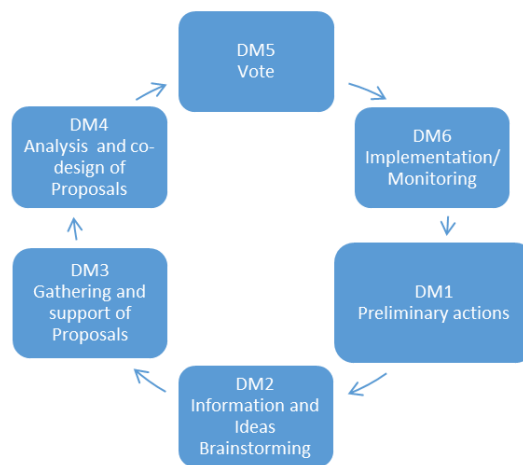 DM5
Vote
DM4
Analysis and co-
design of
Proposals
DM6
Implementation/
Monitoring
DM3
Gathering and
support of
Proposals
DM1
Preliminary actions
DM2
Information and
Ideas
Brainstorming